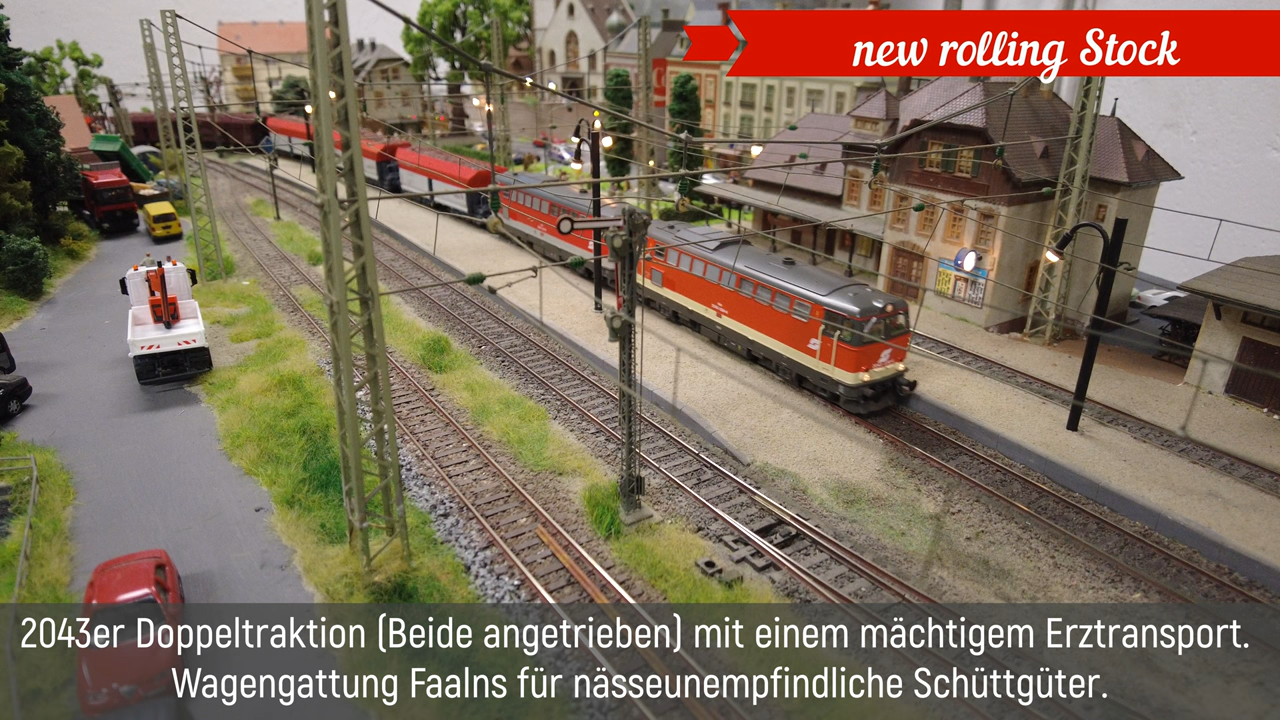 new rolling Stock
2043er Doppeltraktion (Beide angetrieben) mit einem mächtigem Erztransport.
Wagengattung Faalns für nässeunempfindliche Schüttgüter.